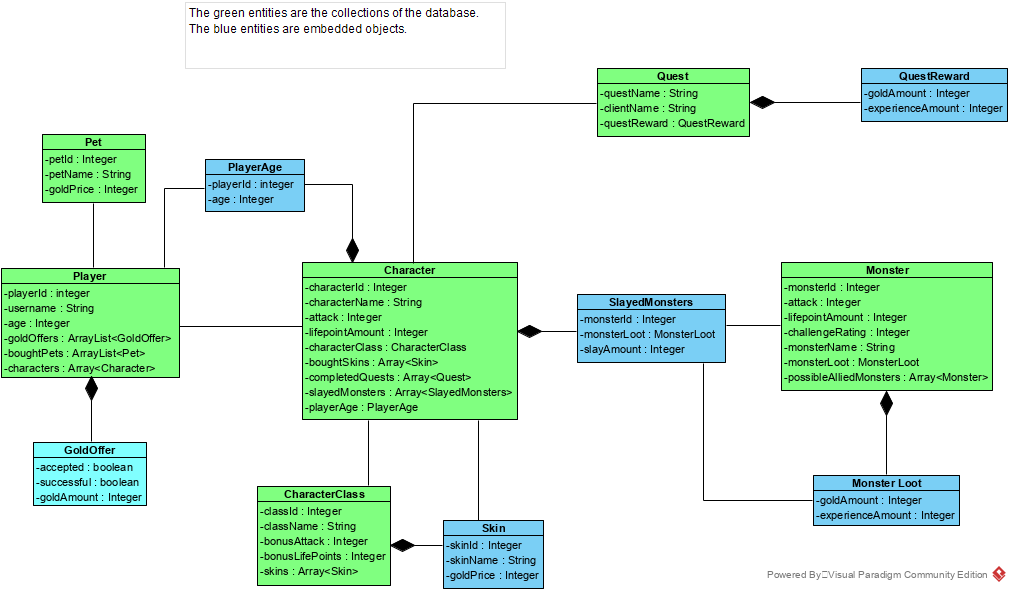 The green entities are the collections of the database.
The blue entities are embedded objects.
Quest
-questName : String
-clientName : String
-questReward : QuestReward
QuestReward
-goldAmount : Integer
-experienceAmount : Integer
Pet
-petId : Integer
-petName : String
-goldPrice : Integer
PlayerAge
-playerId : integer
-age : Integer
Player
-playerId : integer
-username : String
-age : Integer
-goldOffers : ArrayList<GoldOffer>
-boughtPets : ArrayList<Pet>
-characters : Array<Character>
Character
-characterId : Integer
-characterName : String
-attack : Integer
-lifepointAmount : Integer
-characterClass : CharacterClass
-boughtSkins : Array<Skin>
-completedQuests : Array<Quest>
-slayedMonsters : Array<SlayedMonsters>
-playerAge : PlayerAge
SlayedMonsters
-monsterId : Integer
-monsterLoot : MonsterLoot
-slayAmount : Integer
Monster
-monsterId : Integer
-attack : Integer
-lifepointAmount : Integer
-challengeRating : Integer
-monsterName : String
-monsterLoot : MonsterLoot
-possibleAlliedMonsters : Array<Monster>
GoldOffer
-accepted : boolean
-successful : boolean
-goldAmount : Integer
CharacterClass
-classId : Integer
-className : String
-bonusAttack : Integer
-bonusLifePoints : Integer
-skins : Array<Skin>
Skin
-skinId : Integer
-skinName : String
-goldPrice : Integer
Monster Loot
-goldAmount : Integer
-experienceAmount : Integer
Powered By Visual Paradigm Community Edition